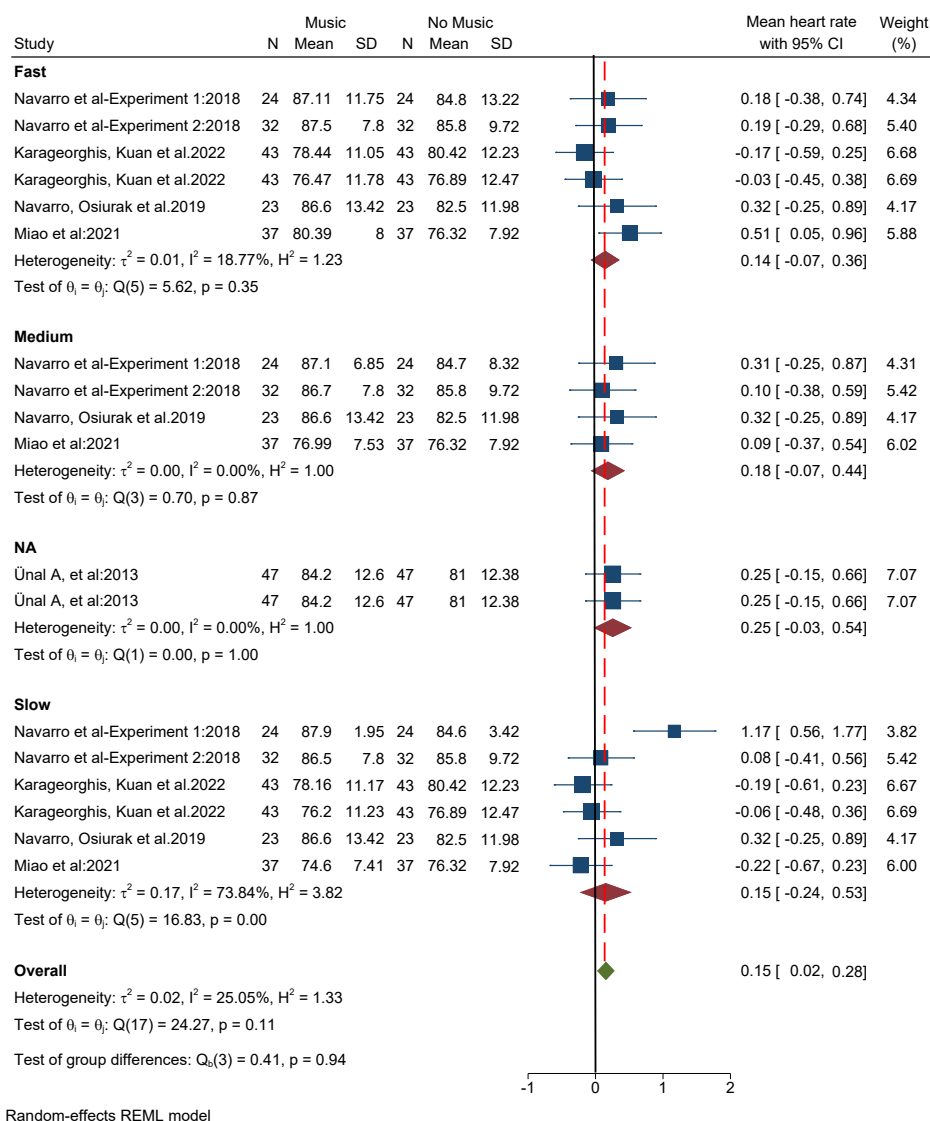 Music No Music Mean heart rate Weight
Study N Mean SD N Mean SD with 95% CI (%)
Fast
Navarro et al-Experiment 1:2018 24 87.11 11.75 24 84.8 13.22 0.18 [ -0.38, 0.74] 4.34
Navarro et al-Experiment 2:2018 32 87.5 7.8 32 85.8 9.72 0.19 [ -0.29, 0.68] 5.40
Karageorghis, Kuan et al.2022 43 78.44 11.05 43 80.42 12.23 -0.17 [ -0.59, 0.25] 6.68
Karageorghis, Kuan et al.2022 43 76.47 11.78 43 76.89 12.47 -0.03 [ -0.45, 0.38] 6.69
Navarro, Osiurak et al.2019 23 86.6 13.42 23 82.5 11.98 0.32 [ -0.25, 0.89] 4.17
Miao et al:2021 37 80.39 8 37 76.32 7.92 0.51 [ 0.05, 0.96] 5.88
Heterogeneity: τ² = 0.01, I² = 18.77%, H² = 1.23 0.14 [ -0.07, 0.36]
Test of θᵢ = θⱼ: Q(5) = 5.62, p = 0.35
Medium
Navarro et al-Experiment 1:2018 24 87.1 6.85 24 84.7 8.32 0.31 [ -0.25, 0.87] 4.31
Navarro et al-Experiment 2:2018 32 86.7 7.8 32 85.8 9.72 0.10 [ -0.38, 0.59] 5.42
Navarro, Osiurak et al.2019 23 86.6 13.42 23 82.5 11.98 0.32 [ -0.25, 0.89] 4.17
Miao et al:2021 37 76.99 7.53 37 76.32 7.92 0.09 [ -0.37, 0.54] 6.02
Heterogeneity: τ² = 0.00, I² = 0.00%, H² = 1.00 0.18 [ -0.07, 0.44]
Test of θᵢ = θⱼ: Q(3) = 0.70, p = 0.87
NA
Ünal A, et al:2013 47 84.2 12.6 47 81 12.38 0.25 [ -0.15, 0.66] 7.07
Ünal A, et al:2013 47 84.2 12.6 47 81 12.38 0.25 [ -0.15, 0.66] 7.07
Heterogeneity: τ² = 0.00, I² = 0.00%, H² = 1.00 0.25 [ -0.03, 0.54]
Test of θᵢ = θⱼ: Q(1) = 0.00, p = 1.00
Slow
Navarro et al-Experiment 1:2018 24 87.9 1.95 24 84.6 3.42 1.17 [ 0.56, 1.77] 3.82
Navarro et al-Experiment 2:2018 32 86.5 7.8 32 85.8 9.72 0.08 [ -0.41, 0.56] 5.42
Karageorghis, Kuan et al.2022 43 78.16 11.17 43 80.42 12.23 -0.19 [ -0.61, 0.23] 6.67
Karageorghis, Kuan et al.2022 43 76.2 11.23 43 76.89 12.47 -0.06 [ -0.48, 0.36] 6.69
Navarro, Osiurak et al.2019 23 86.6 13.42 23 82.5 11.98 0.32 [ -0.25, 0.89] 4.17
Miao et al:2021 37 74.6 7.41 37 76.32 7.92 -0.22 [ -0.67, 0.23] 6.00
Heterogeneity: τ² = 0.17, I² = 73.84%, H² = 3.82 0.15 [ -0.24, 0.53]
Test of θᵢ = θⱼ: Q(5) = 16.83, p = 0.00
Overall 0.15 [ 0.02, 0.28]
Heterogeneity: τ² = 0.02, I² = 25.05%, H² = 1.33
Test of θᵢ = θⱼ: Q(17) = 24.27, p = 0.11
Test of group differences: Q_b(3) = 0.41, p = 0.94
-1 0 1 2
Random-effects REML model